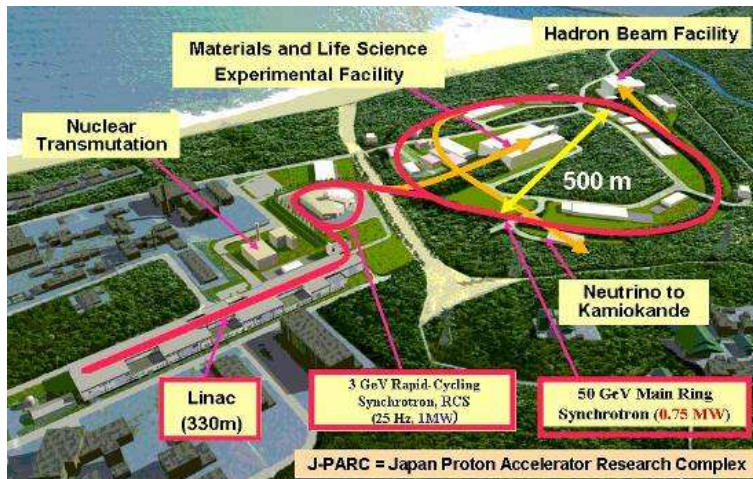 Hadron Beam Facility
Materials and Life Science
Experimental Facility
Nuclear
Transmutation
500 m
Neutrino to
Kamiokande
Linac
(330m)
3 GeV Rapid-Cycling
Synchrotron, RCS
(25 Hz, 1MW)
50 GeV Main Ring
Synchrotron (0.75 MW)
J-PARC = Japan Proton Accelerator Research Complex